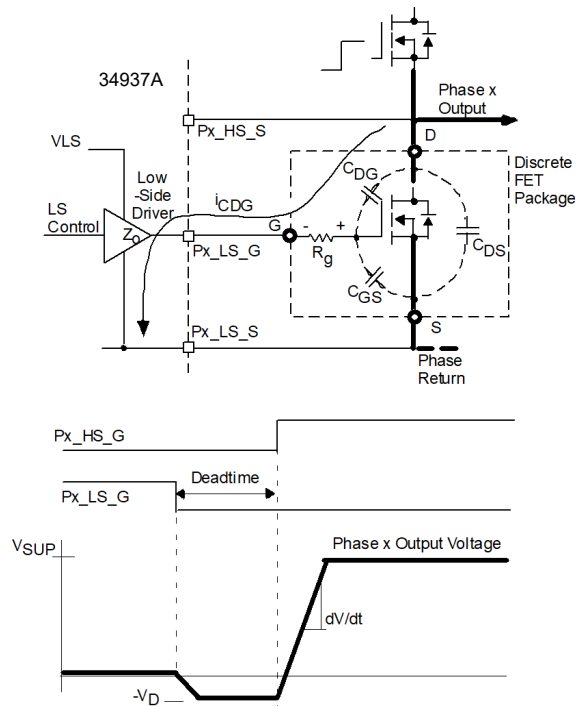 34937A
Phase x
Output
Px_HS_S
D
VLS
Low
-Side
Driver
iCDG
CDG
Discrete
FET
Package
LS
Control
Zo
G
-
+
Px_LS_G
Rg
CDS
CGS
Px_LS_S
S
Phase
Return
Px_HS_G
Deadtime
Px_LS_G
VSUP
Phase x Output Voltage
dV/dt
-VD